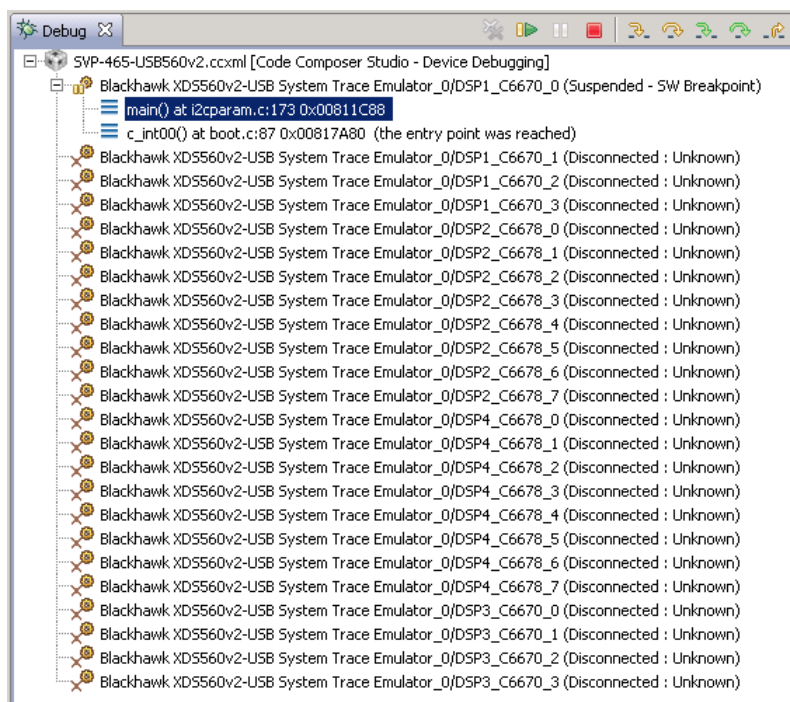 Debug
SVP-465-USB560v2.ccxml [Code Composer Studio - Device Debugging]
Blackhawk XDS560v2-USB System Trace Emulator_0/DSP1_C6670_0 (Suspended - SW Breakpoint)
main() at i2cparam.c:173 0x00811C88
c_int00() at boot.c:87 0x00817A80 (the entry point was reached)
Blackhawk XDS560v2-USB System Trace Emulator_0/DSP1_C6670_1 (Disconnected : Unknown)
Blackhawk XDS560v2-USB System Trace Emulator_0/DSP1_C6670_2 (Disconnected : Unknown)
Blackhawk XDS560v2-USB System Trace Emulator_0/DSP1_C6670_3 (Disconnected : Unknown)
Blackhawk XDS560v2-USB System Trace Emulator_0/DSP2_C6678_0 (Disconnected : Unknown)
Blackhawk XDS560v2-USB System Trace Emulator_0/DSP2_C6678_1 (Disconnected : Unknown)
Blackhawk XDS560v2-USB System Trace Emulator_0/DSP2_C6678_2 (Disconnected : Unknown)
Blackhawk XDS560v2-USB System Trace Emulator_0/DSP2_C6678_3 (Disconnected : Unknown)
Blackhawk XDS560v2-USB System Trace Emulator_0/DSP2_C6678_4 (Disconnected : Unknown)
Blackhawk XDS560v2-USB System Trace Emulator_0/DSP2_C6678_5 (Disconnected : Unknown)
Blackhawk XDS560v2-USB System Trace Emulator_0/DSP2_C6678_6 (Disconnected : Unknown)
Blackhawk XDS560v2-USB System Trace Emulator_0/DSP2_C6678_7 (Disconnected : Unknown)
Blackhawk XDS560v2-USB System Trace Emulator_0/DSP4_C6678_0 (Disconnected : Unknown)
Blackhawk XDS560v2-USB System Trace Emulator_0/DSP4_C6678_1 (Disconnected : Unknown)
Blackhawk XDS560v2-USB System Trace Emulator_0/DSP4_C6678_2 (Disconnected : Unknown)
Blackhawk XDS560v2-USB System Trace Emulator_0/DSP4_C6678_3 (Disconnected : Unknown)
Blackhawk XDS560v2-USB System Trace Emulator_0/DSP4_C6678_4 (Disconnected : Unknown)
Blackhawk XDS560v2-USB System Trace Emulator_0/DSP4_C6678_5 (Disconnected : Unknown)
Blackhawk XDS560v2-USB System Trace Emulator_0/DSP4_C6678_6 (Disconnected : Unknown)
Blackhawk XDS560v2-USB System Trace Emulator_0/DSP4_C6678_7 (Disconnected : Unknown)
Blackhawk XDS560v2-USB System Trace Emulator_0/DSP3_C6670_0 (Disconnected : Unknown)
Blackhawk XDS560v2-USB System Trace Emulator_0/DSP3_C6670_1 (Disconnected : Unknown)
Blackhawk XDS560v2-USB System Trace Emulator_0/DSP3_C6670_2 (Disconnected : Unknown)
Blackhawk XDS560v2-USB System Trace Emulator_0/DSP3_C6670_3 (Disconnected : Unknown)